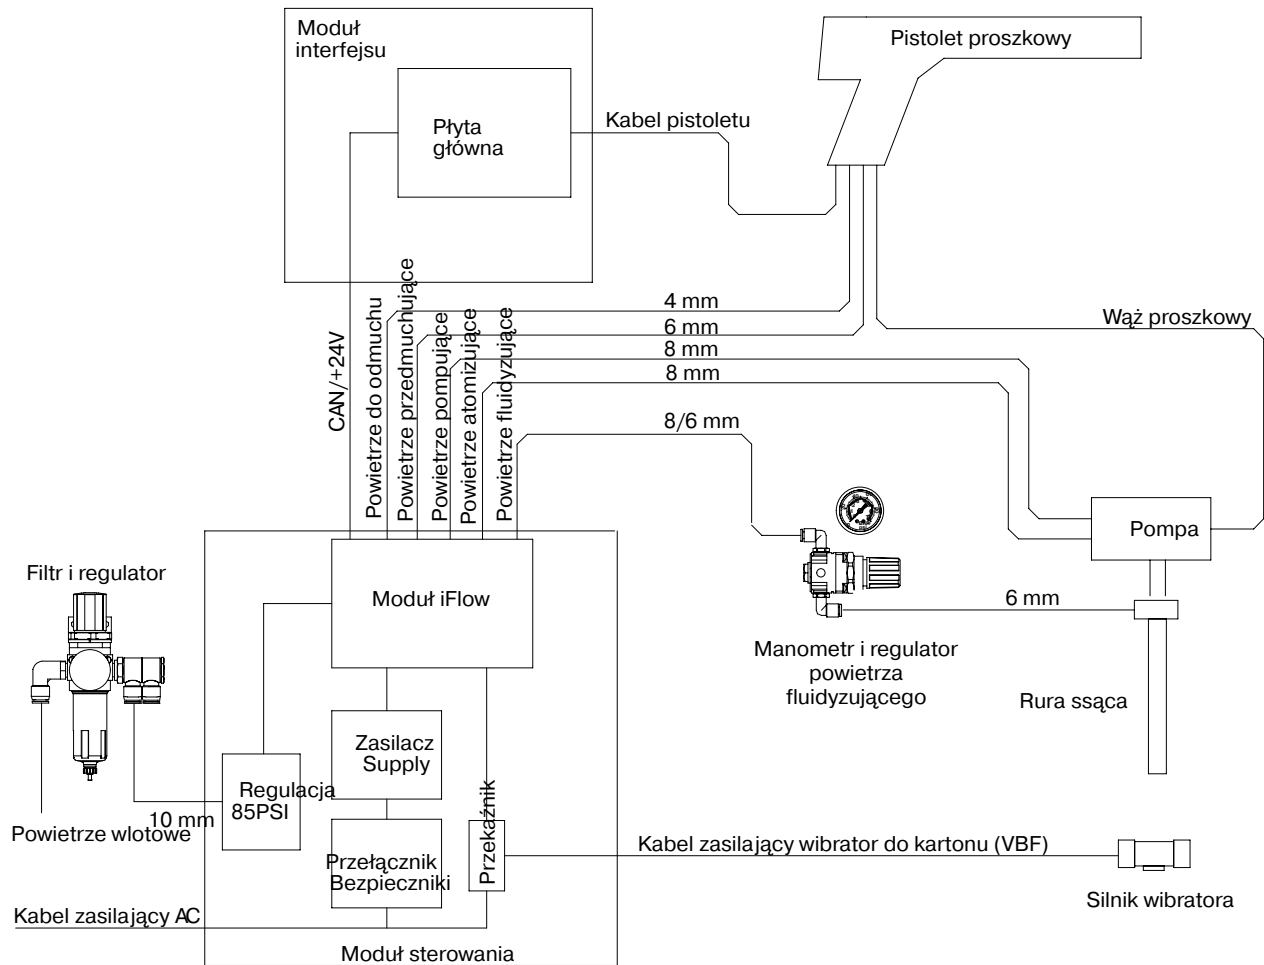 Moduł
interfejsu
Pistolet proszkowy
Płyta
główna
Kabel pistoletu
4 mm
6 mm
8 mm
8 mm
8/6 mm
Wąż proszkowy
CAN/+24V
Powietrze do odmuchu
Powietrze przedmuchujące
Powietrze pompujące
Powietrze atomizujące
Powietrze fluidyzujące
Pompa
Filtr i regulator
Moduł iFlow
6 mm
Manometr i regulator
powietrza
fluidyzującego
Rura ssąca
Zasilacz
Supply
Regulacja
85PSI
10 mm
Powietrze wlotowe
Przekaźnik
Przełącznik
Bezpieczniki
Kabel zasilający wibrator do kartonu (VBF)
Silnik wibratora
Kabel zasilający AC
Moduł sterowania